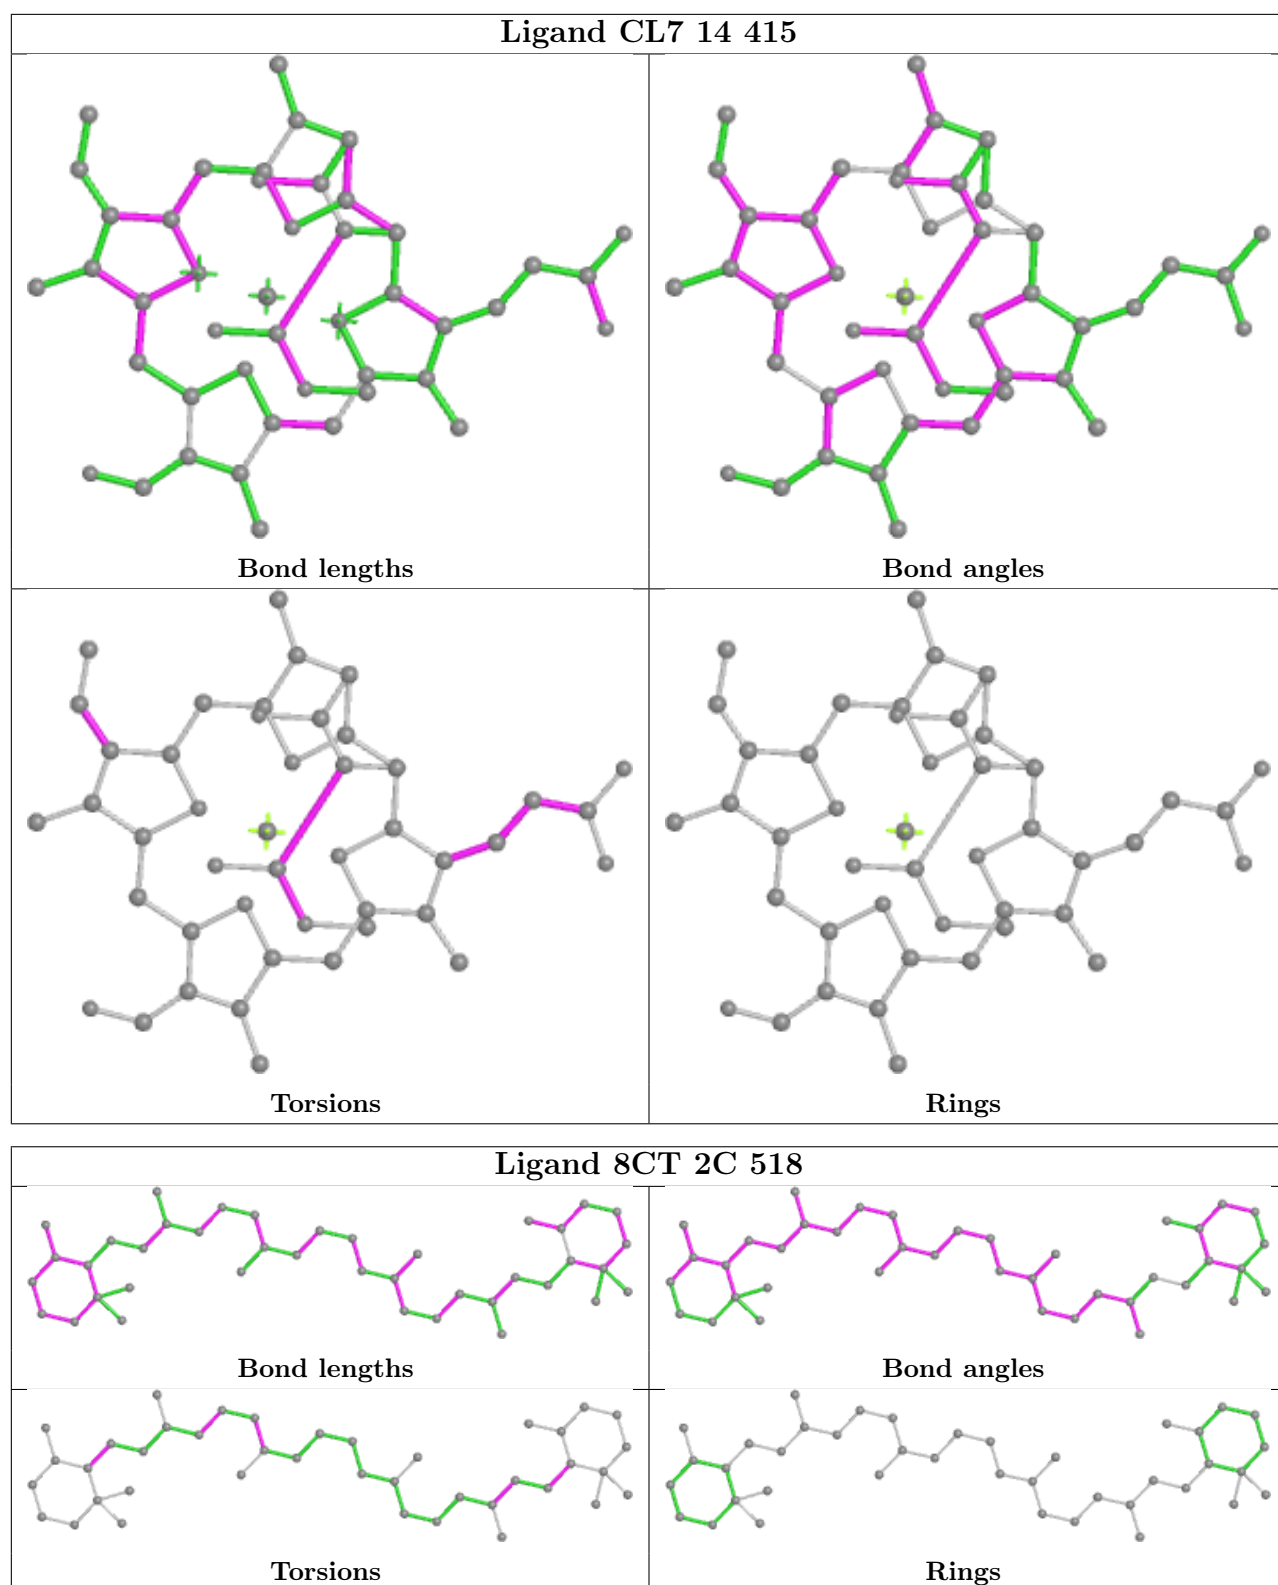 Ligand CL7 14 415
Bond lengths
Bond angles
Torsions
Rings
Ligand 8CT 2C 518
Bond lengths
Bond angles
Torsions
Rings